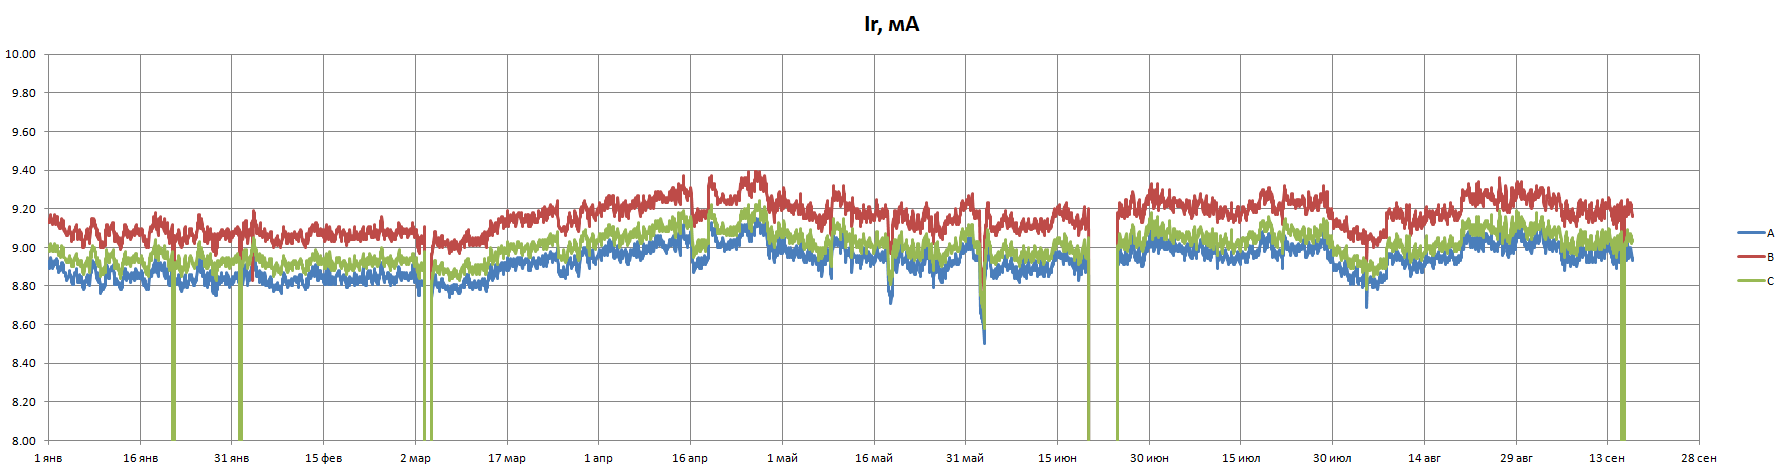 Ir, мА
10.00
9.80
9.60
9.40
9.20
9.00
8.80
8.60
8.40
8.20
8.00
1 янв 16 янв 31 янв 15 фев 2 мар 17 мар 1 апр 16 апр 1 май 16 май 31 май 15 июн 30 июн 15 июл 30 июл 14 авг 29 авг 13 сен 28 сен
A
B
C